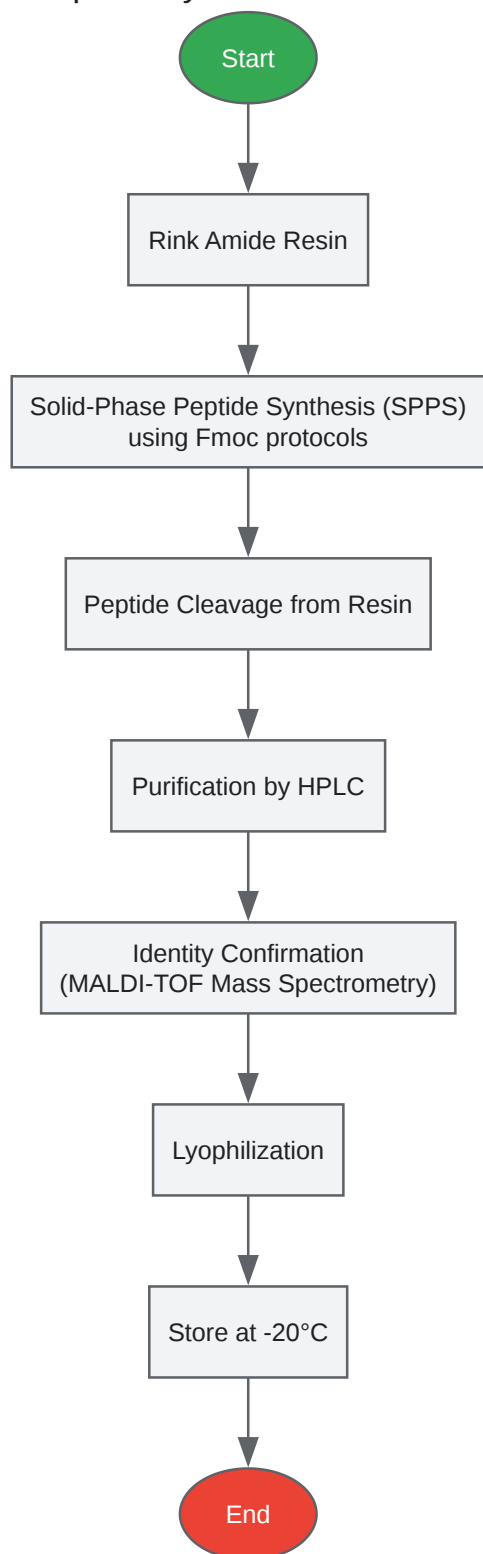 Start
Rink Amide Resin
Solid-Phase Peptide Synthesis (SPPS)
using Fmoc protocols
Peptide Cleavage from Resin
Purification by HPLC
Identity Confirmation
(MALDI-TOF Mass Spectrometry)
Lyophilization
Store at -20°C
End